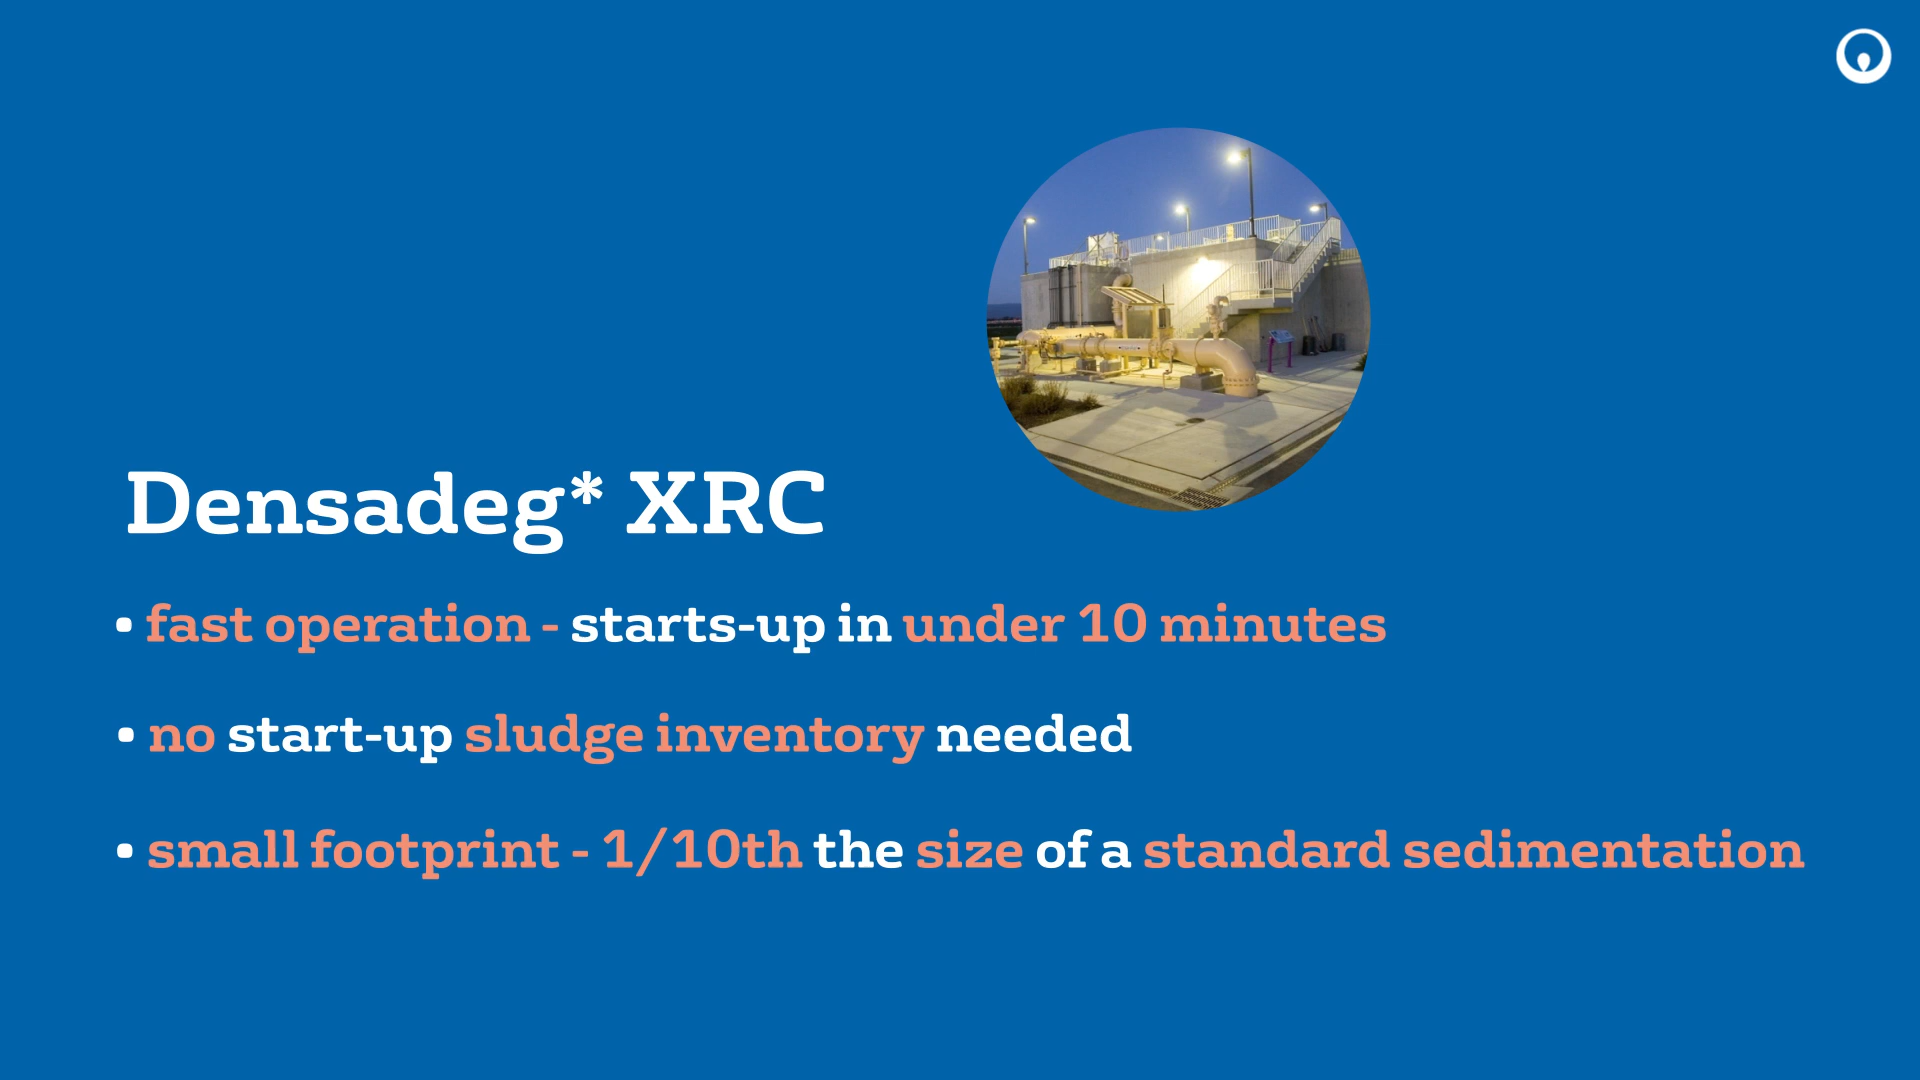 Densadeg* XRC
• fast operation - starts-up in under 10 minutes
• no start-up sludge inventory needed
• small footprint - 1/10th the size of a standard sedimentation